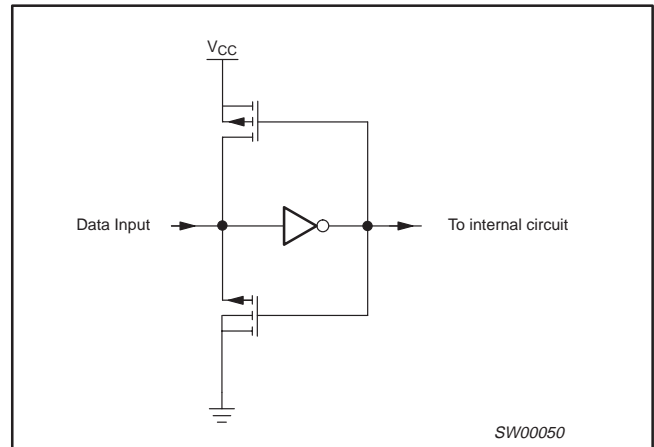 VCC
Data Input
To internal circuit
SW00050